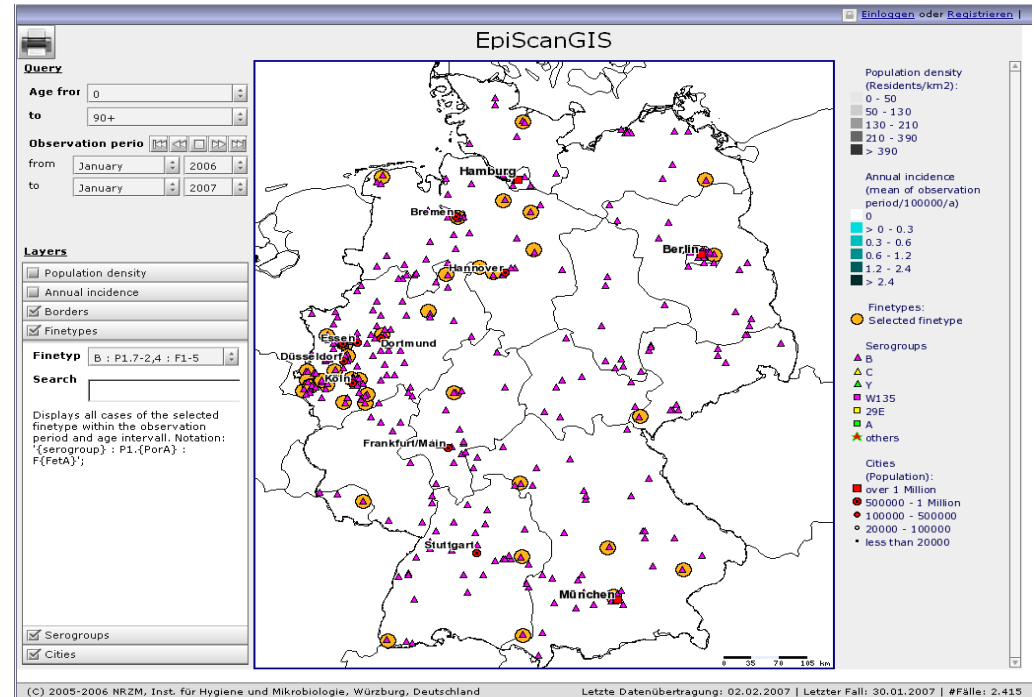 Einloggen oder Registrieren |
EpiScanGIS
Query
Age fror 0
to 90+
Observation perio
from January 2006
to January 2007
Layers
Population density
Annual incidence
Borders
Finetypes
Finetyp B : P1.7-2,4 : F1-5
Search
Displays all cases of the selected
finetype within the observation
period and age intervall. Notation:
'{serogroup} : P1.{PorA} :
F{FetA}';
Serogroups
Cities
Hamburg
Bremen
Berlin
Hannover
Essen
Dortmund
Düsseldorf
Köln
Frankfurt/Main
Stuttgart
München
0 35 70 105 km
Population density
(Residents/km2):
0 - 50
50 - 130
130 - 210
210 - 390
> 390
Annual incidence
(mean of observation
period/100000/a)
0
> 0 - 0.3
0.3 - 0.6
0.6 - 1.2
1.2 - 2.4
> 2.4
Finetypes:
Selected finetype
Serogroups
B
C
Y
W135
29E
A
others
Cities
(Population):
over 1 Million
500000 - 1 Million
100000 - 500000
20000 - 100000
less than 20000
(C) 2005-2006 NRZM, Inst. für Hygiene und Mikrobiologie, Würzburg, Deutschland
Letzte Datenübertragung: 02.02.2007 | Letzter Fall: 30.01.2007 | #Fälle: 2.415